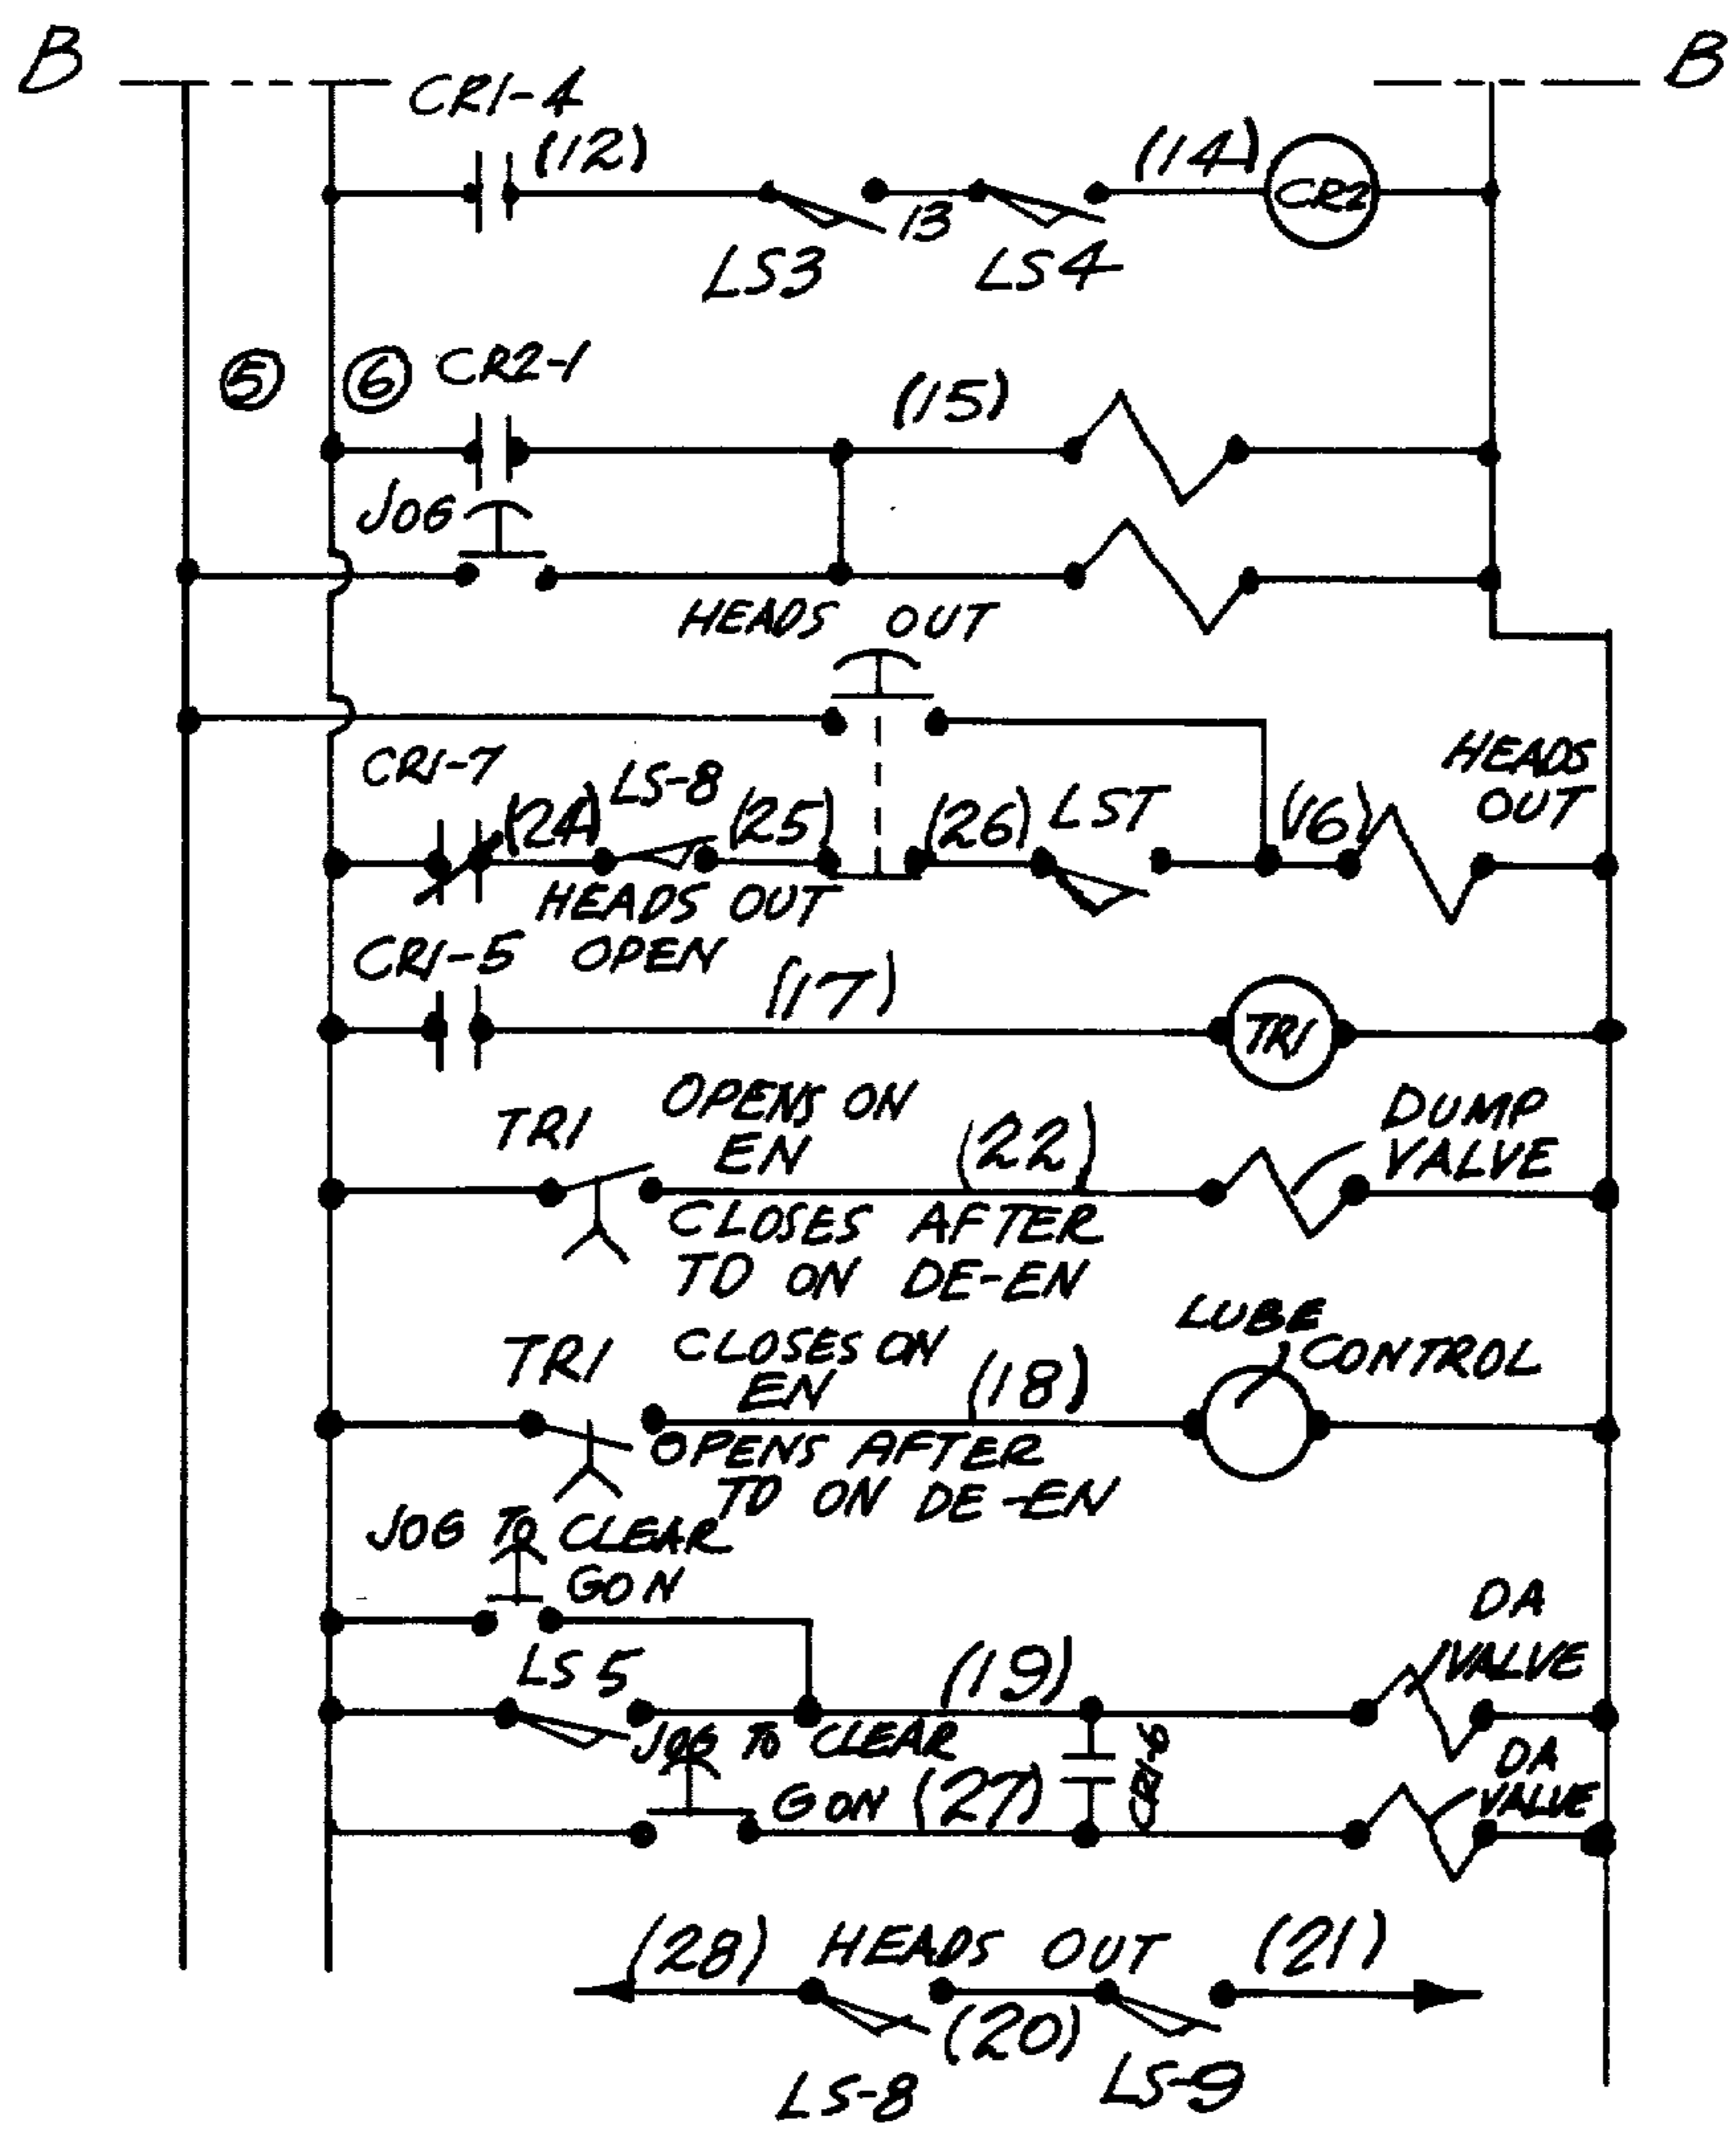 B B
CR1-4
(12) (14)
CR2
13
LS3 LS4
5 6 CR2-1
(15)
JOG
HEADS OUT
CR1-7 LS-8 HEADS
OUT
(24) (25) (26) LS7 (16)
HEADS OUT
OPEN
CR1-5
(17)
TR1
TR1 OPENS ON
EN
(22) DUMP
VALVE
CLOSES AFTER
TD ON DE-EN
LUBE
CONTROL
TR1 CLOSES ON
EN
(18)
OPENS AFTER
TD ON DE-EN
JOG TO CLEAR
GON
DA
VALVE
LS 5 (19)
JOG TO CLEAR
GON (27)
DA
VALVE
(28) HEADS OUT (21)
(20)
LS-8 LS-9